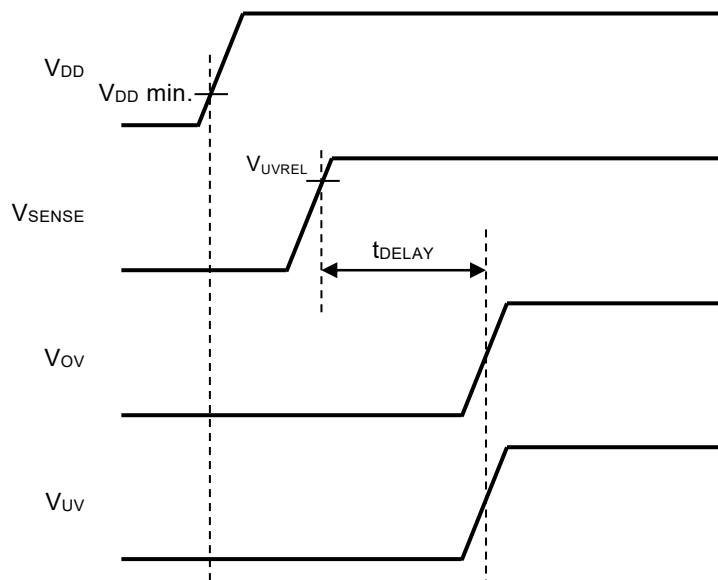 VDD
VDD min.
VUVREL
VSENSE
tDELAY
VOV
VUV